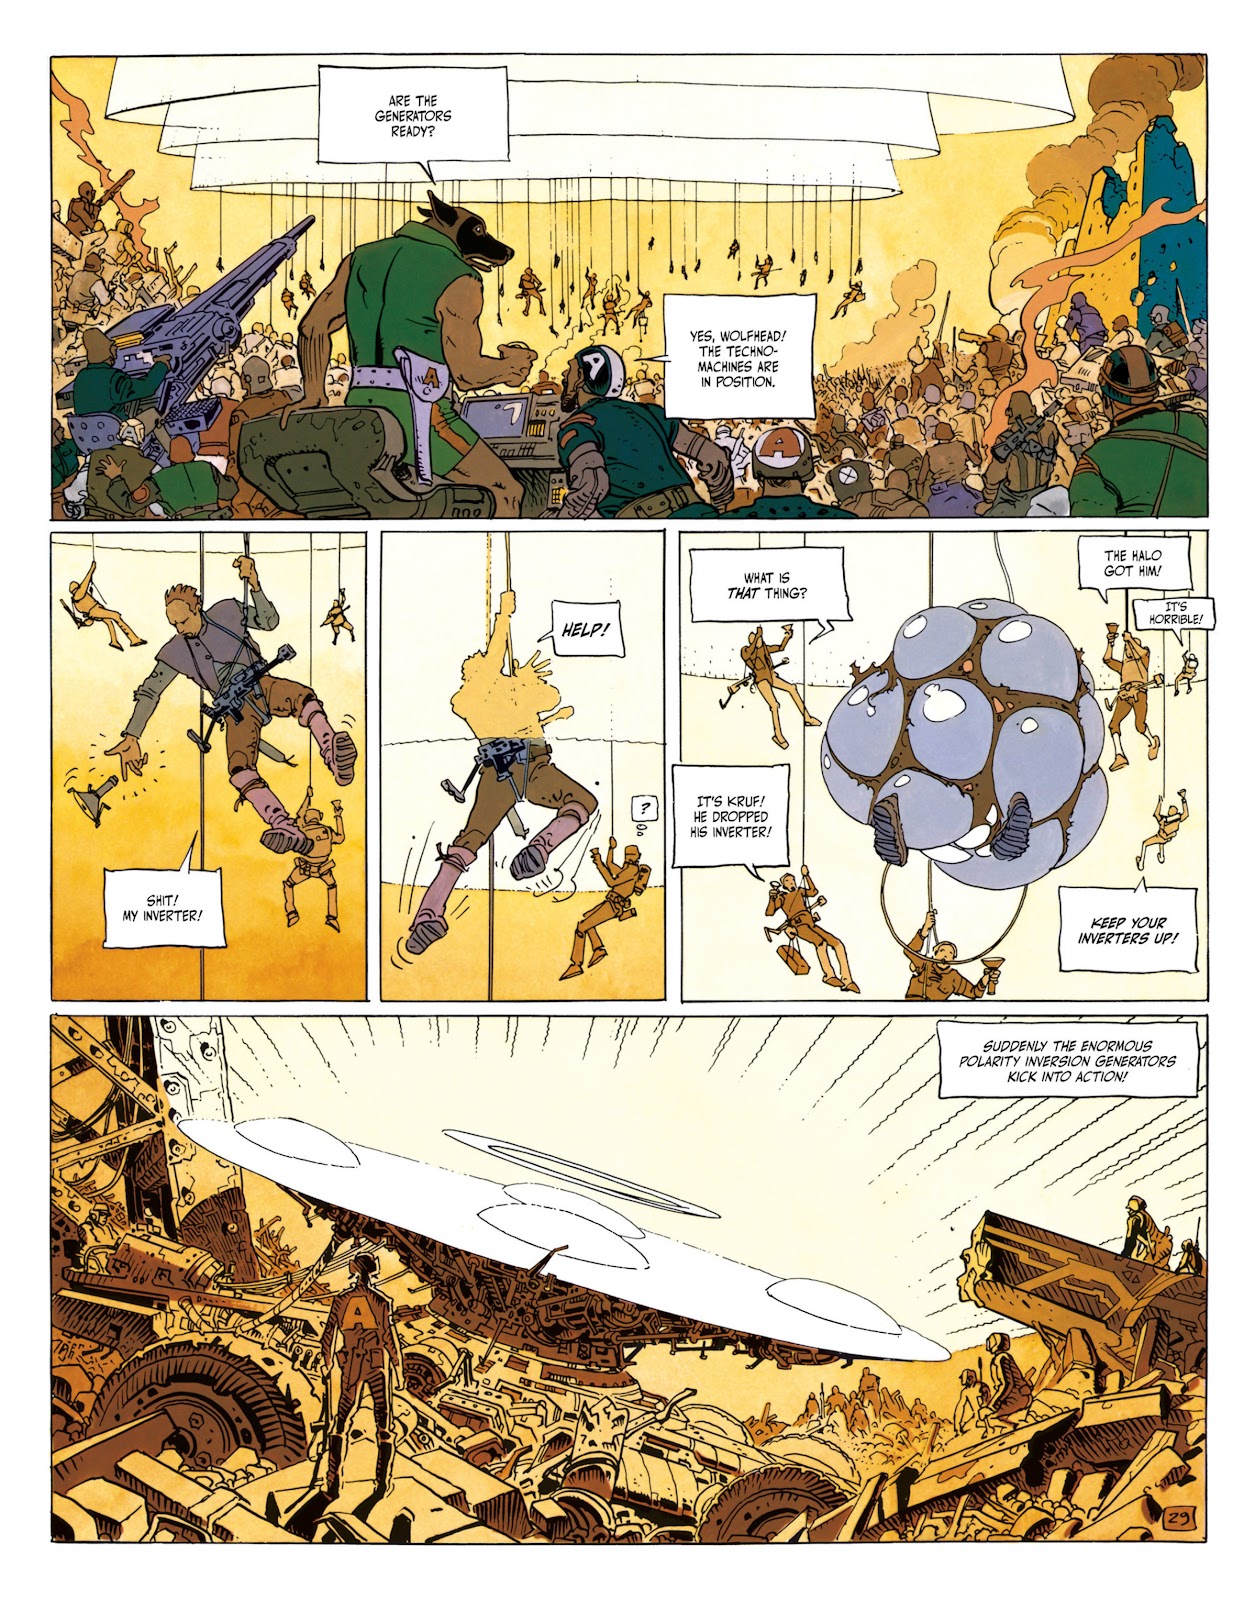 ARE THE
GENERATORS
READY?
YES, WOLFHEAD!
THE TECHNO-
MACHINES ARE
IN POSITION.
A
A
A
SHIT!
MY INVERTER!
HELP!
?
WHAT IS
THAT THING?
THE HALO
GOT HIM!
IT'S
HORRIBLE!
IT'S KRUF!
HE DROPPED
HIS INVERTER!
KEEP YOUR
INVERTERS UP!
SUDDENLY THE ENORMOUS
POLARITY INVERSION GENERATORS
KICK INTO ACTION!
A
29